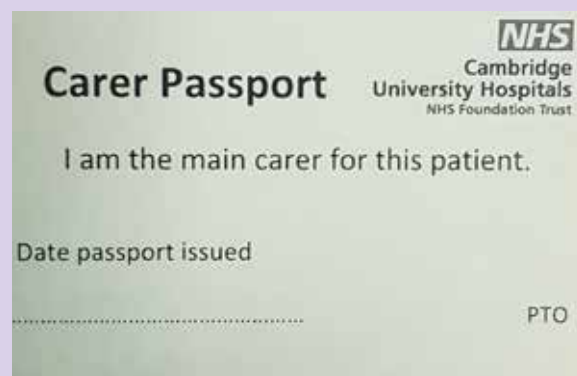 NHS
Carer Passport
Cambridge
University Hospitals
NHS Foundation Trust
I am the main carer for this patient.
Date passport issued
................................................
PTO